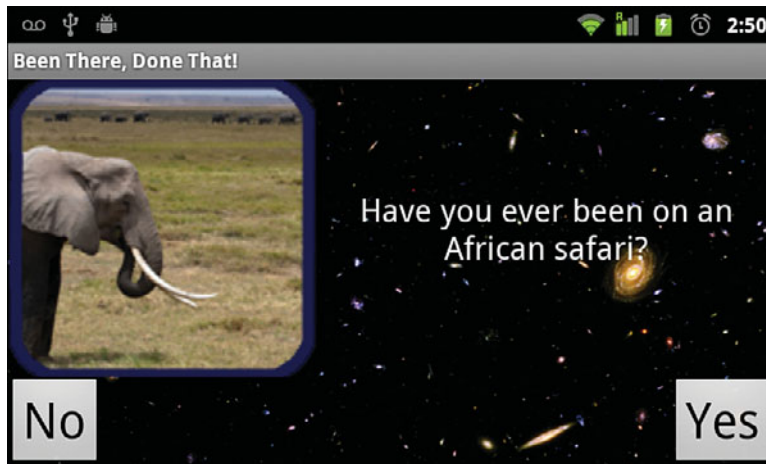 2:50
Been There, Done That!
Have you ever been on an
African safari?
No
Yes